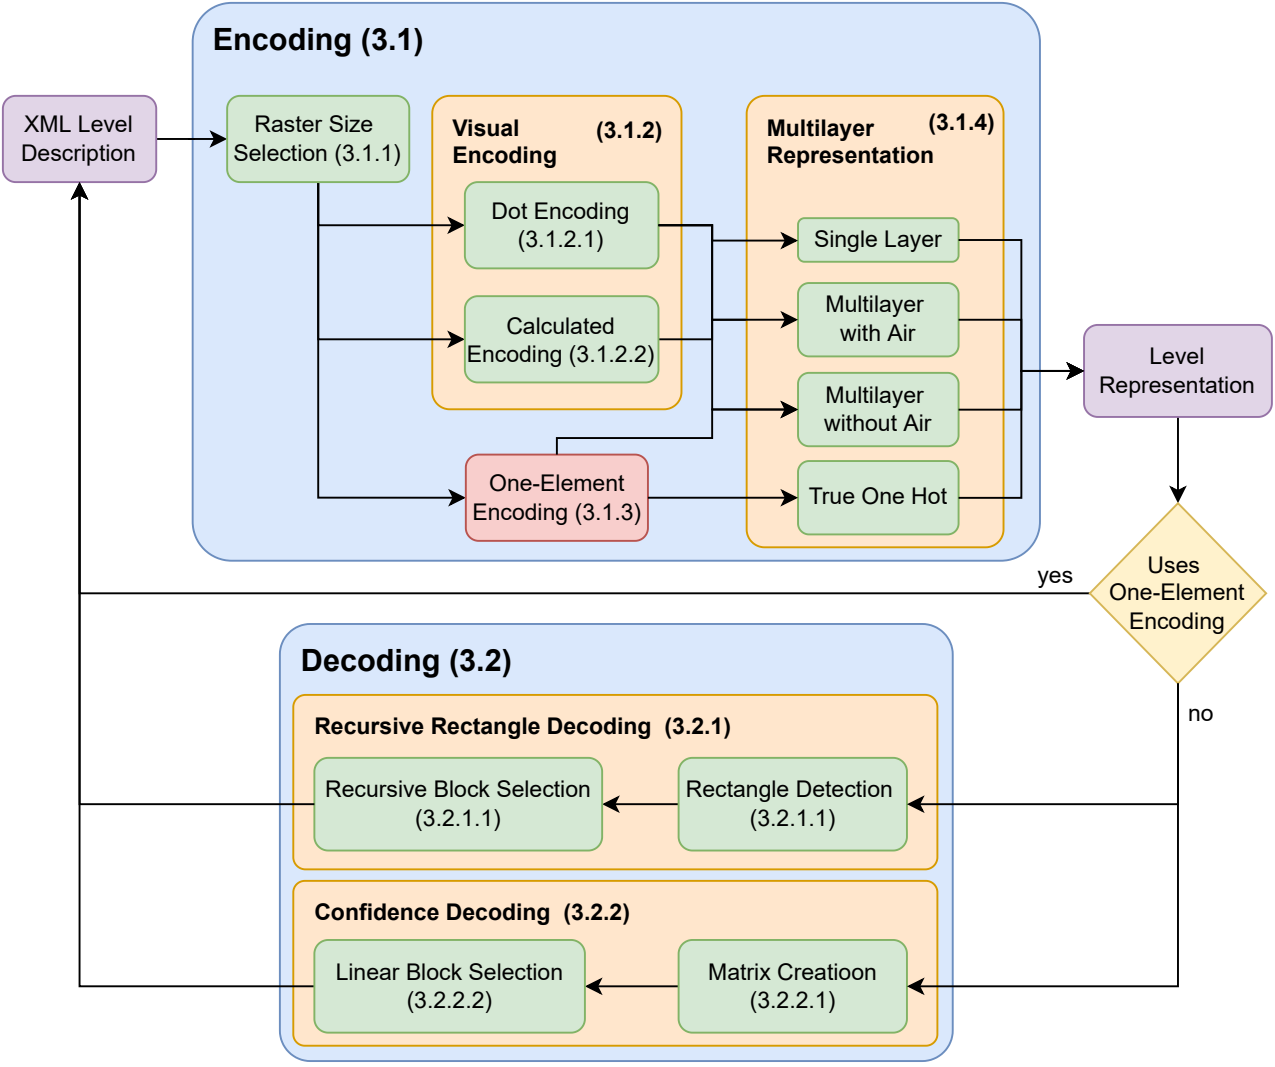 Encoding (3.1)
XML Level
Description
Raster Size
Selection (3.1.1)
Visual
Encoding
(3.1.2)
Dot Encoding
(3.1.2.1)
Calculated
Encoding (3.1.2.2)
One-Element
Encoding (3.1.3)
Multilayer
Representation
(3.1.4)
Single Layer
Multilayer
with Air
Multilayer
without Air
True One Hot
Level
Representation
Uses
One-Element
Encoding
yes
no
Decoding (3.2)
Recursive Rectangle Decoding (3.2.1)
Recursive Block Selection
(3.2.1.1)
Rectangle Detection
(3.2.1.1)
Confidence Decoding (3.2.2)
Linear Block Selection
(3.2.2.2)
Matrix Creatioon
(3.2.2.1)